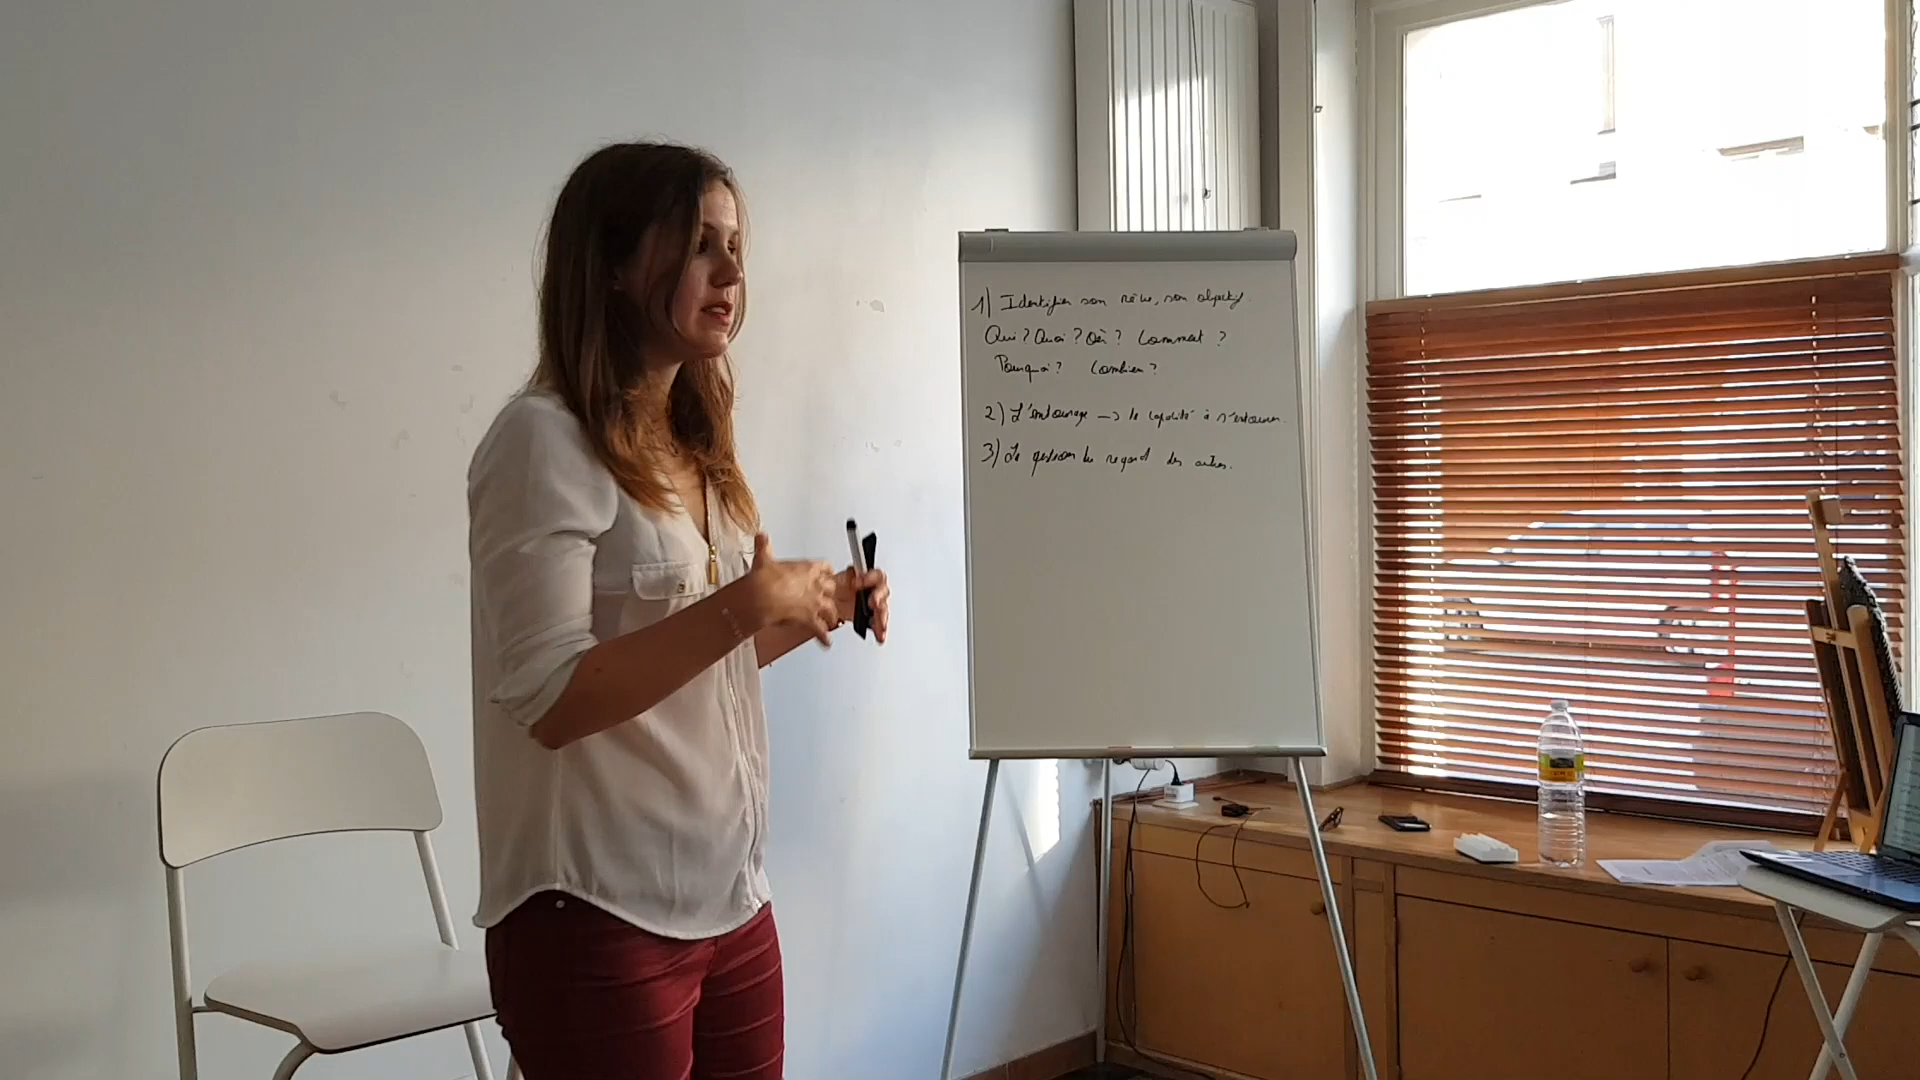 1) Identifier son rêve, son objectif.
Qui ? Quoi ? Où ? Comment ?
Pourquoi ? Combien ?
2) L'entourage → la capacité à s'entourer.
3) La gestion du regard des autres.